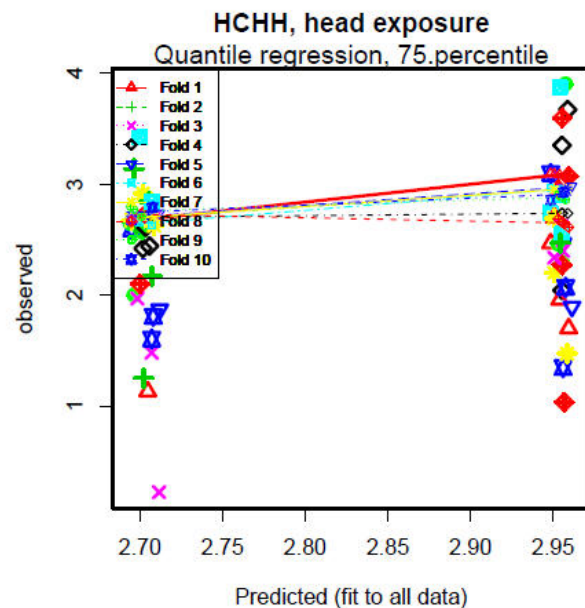 HCHH, head exposure
Quantile regression, 75.percentile
4
3
2
1
observed
Fold 1
Fold 2
Fold 3
Fold 4
Fold 5
Fold 6
Fold 7
Fold 8
Fold 9
Fold 10
2.70 2.75 2.80 2.85 2.90 2.95
Predicted (fit to all data)